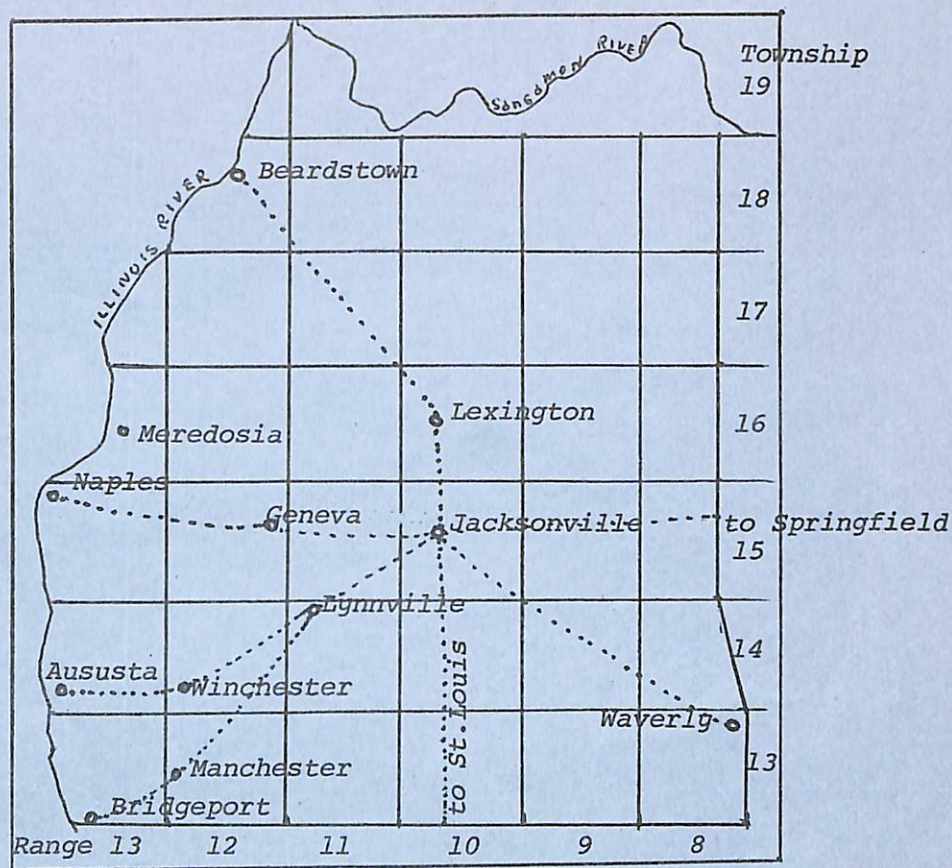 Township
19
SANGAMON RIVER
Beardstown
18
ILLINOIS RIVER
17
Lexington
16
Meredosia
Naples
Geneva
Jacksonville
to Springfield
15
Lynnville
14
Aususta
Winchester
to St.Louis
Waverlg
13
Manchester
Bridgeport
Range 13 12 11 10 9 8